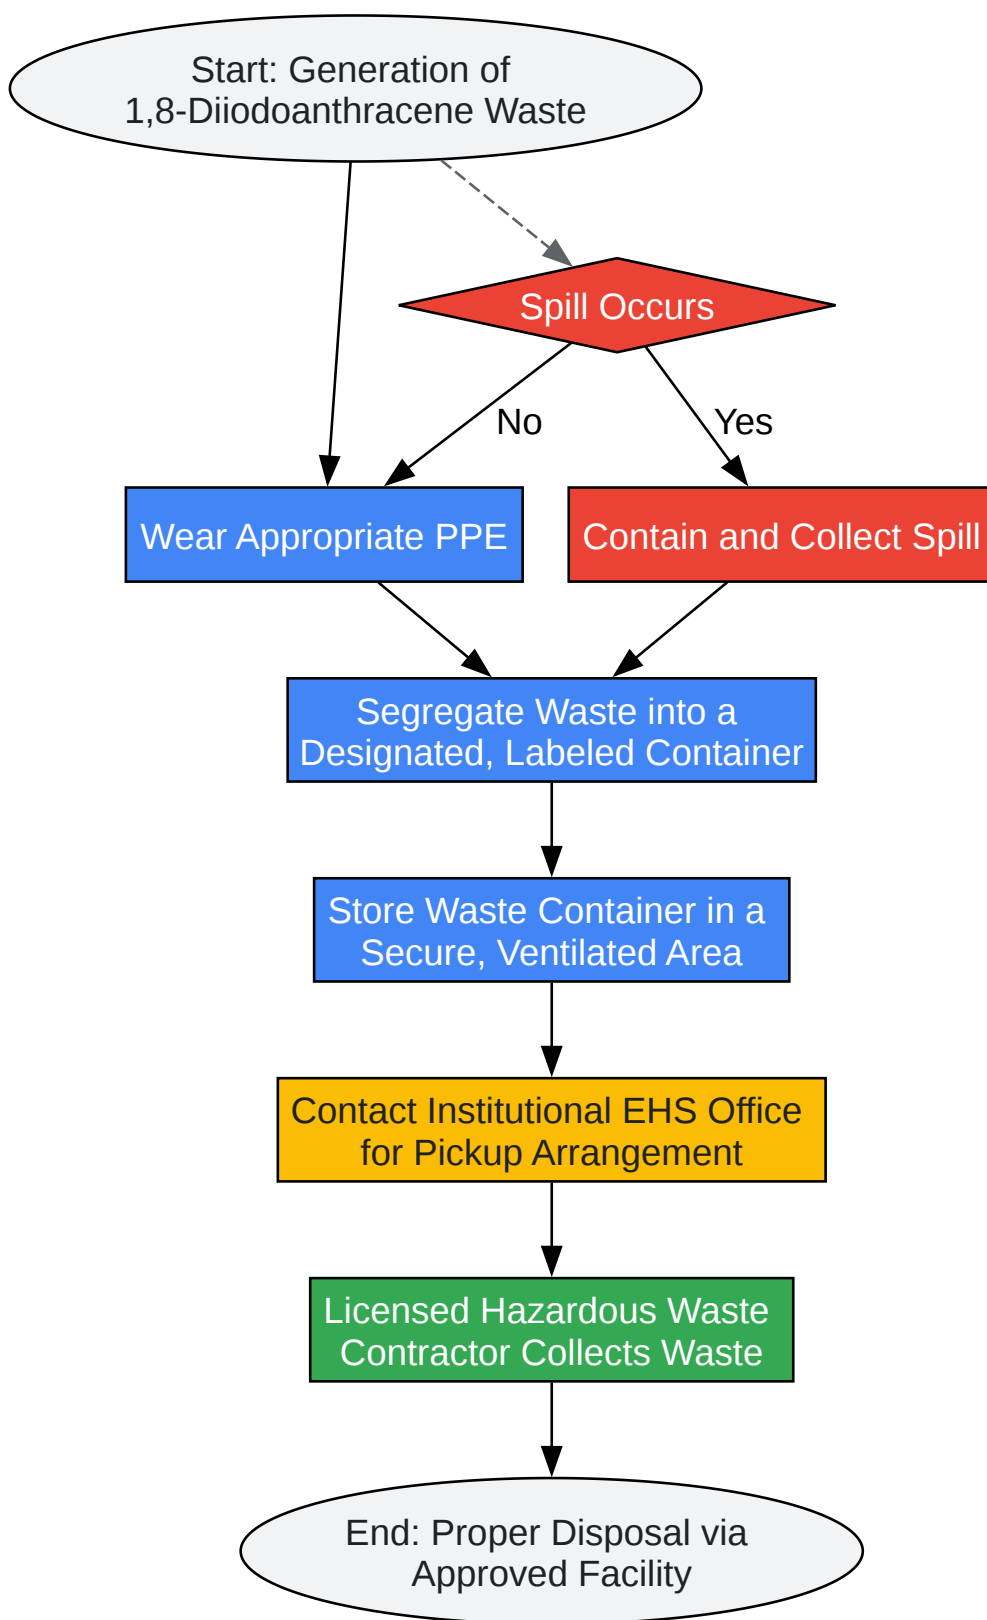 Start: Generation of
1,8-Diiodoanthracene Waste
Spill Occurs
No
Yes
Wear Appropriate PPE
Contain and Collect Spill
Segregate Waste into a
Designated, Labeled Container
Store Waste Container in a
Secure, Ventilated Area
Contact Institutional EHS Office
for Pickup Arrangement
Licensed Hazardous Waste
Contractor Collects Waste
End: Proper Disposal via
Approved Facility